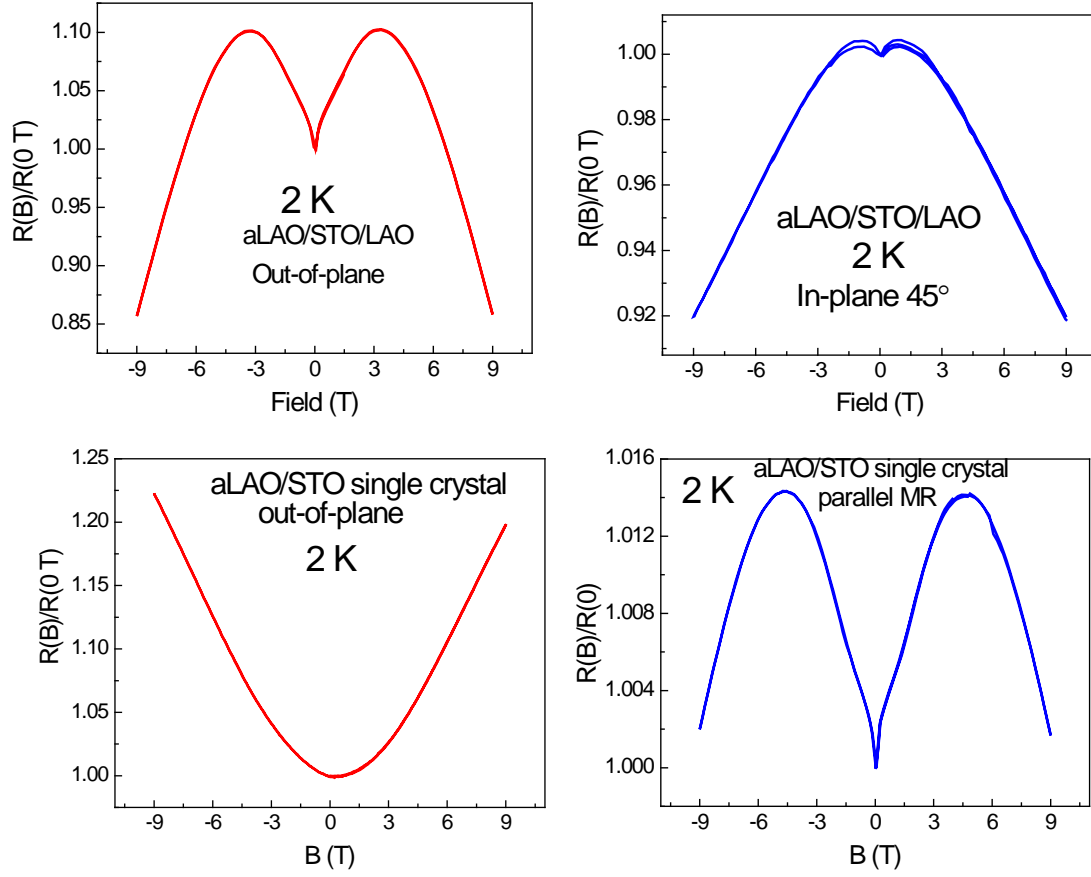 1.10
1.05
1.00
0.95
0.90
0.85
R(B)/R(0 T)
2 K
aLAO/STO/LAO
Out-of-plane
-9 -6 -3 0 3 6 9
Field (T)
1.00
0.98
0.96
0.94
0.92
R(B)/R(0 T)
aLAO/STO/LAO
2 K
In-plane 45°
-9 -6 -3 0 3 6 9
Field (T)
1.25
1.20
1.15
1.10
1.05
1.00
R(B)/R(0 T)
aLAO/STO single crystal
out-of-plane
2 K
-9 -6 -3 0 3 6 9
B (T)
1.016
1.012
1.008
1.004
1.000
R(B)/R(0)
2 K
aLAO/STO single crystal
parallel MR
-9 -6 -3 0 3 6 9
B (T)